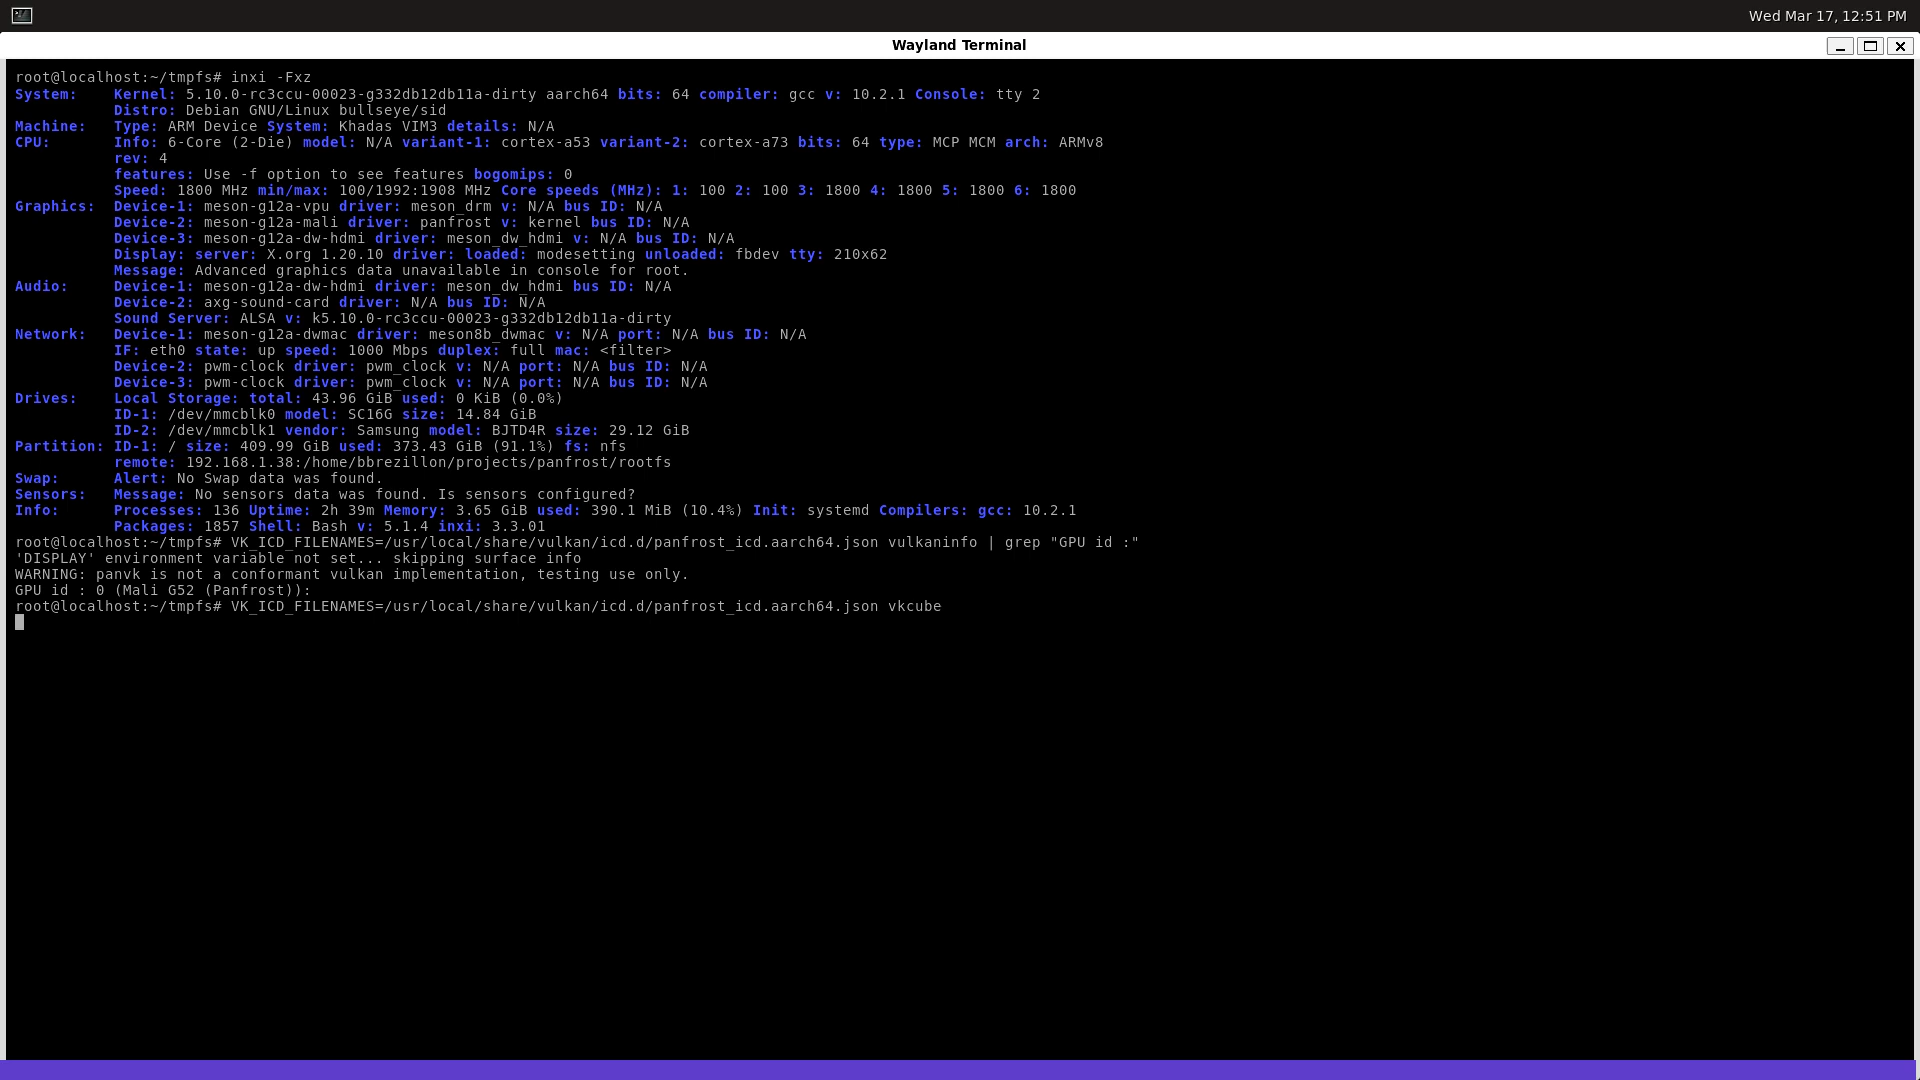 Wed Mar 17, 12:51 PM
Wayland Terminal
root@localhost:~/tmpfs# inxi -Fxz
System:    Kernel: 5.10.0-rc3ccu-00023-g332db12db11a-dirty aarch64 bits: 64 compiler: gcc v: 10.2.1 Console: tty 2
Distro: Debian GNU/Linux bullseye/sid
Machine:   Type: ARM Device System: Khadas VIM3 details: N/A
CPU:       Info: 6-Core (2-Die) model: N/A variant-1: cortex-a53 variant-2: cortex-a73 bits: 64 type: MCP MCM arch: ARMv8
rev: 4
features: Use -f option to see features bogomips: 0
Speed: 1800 MHz min/max: 100/1992:1908 MHz Core speeds (MHz): 1: 100 2: 100 3: 1800 4: 1800 5: 1800 6: 1800
Graphics:  Device-1: meson-g12a-vpu driver: meson_drm v: N/A bus ID: N/A
Device-2: meson-g12a-mali driver: panfrost v: kernel bus ID: N/A
Device-3: meson-g12a-dw-hdmi driver: meson_dw_hdmi v: N/A bus ID: N/A
Display: server: X.org 1.20.10 driver: loaded: modesetting unloaded: fbdev tty: 210x62
Message: Advanced graphics data unavailable in console for root.
Audio:     Device-1: meson-g12a-dw-hdmi driver: meson_dw_hdmi bus ID: N/A
Device-2: axg-sound-card driver: N/A bus ID: N/A
Sound Server: ALSA v: k5.10.0-rc3ccu-00023-g332db12db11a-dirty
Network:   Device-1: meson-g12a-dwmac driver: meson8b_dwmac v: N/A port: N/A bus ID: N/A
IF: eth0 state: up speed: 1000 Mbps duplex: full mac: <filter>
Device-2: pwm-clock driver: pwm_clock v: N/A port: N/A bus ID: N/A
Device-3: pwm-clock driver: pwm_clock v: N/A port: N/A bus ID: N/A
Drives:    Local Storage: total: 43.96 GiB used: 0 KiB (0.0%)
ID-1: /dev/mmcblk0 model: SC16G size: 14.84 GiB
ID-2: /dev/mmcblk1 vendor: Samsung model: BJTD4R size: 29.12 GiB
Partition: ID-1: / size: 409.99 GiB used: 373.43 GiB (91.1%) fs: nfs
remote: 192.168.1.38:/home/bbrezillon/projects/panfrost/rootfs
Swap:      Alert: No Swap data was found.
Sensors:   Message: No sensors data was found. Is sensors configured?
Info:      Processes: 136 Uptime: 2h 39m Memory: 3.65 GiB used: 390.1 MiB (10.4%) Init: systemd Compilers: gcc: 10.2.1
Packages: 1857 Shell: Bash v: 5.1.4 inxi: 3.3.01
root@localhost:~/tmpfs# VK_ICD_FILENAMES=/usr/local/share/vulkan/icd.d/panfrost_icd.aarch64.json vulkaninfo | grep "GPU id :"
'DISPLAY' environment variable not set... skipping surface info
WARNING: panvk is not a conformant vulkan implementation, testing use only.
GPU id : 0 (Mali G52 (Panfrost)):
root@localhost:~/tmpfs# VK_ICD_FILENAMES=/usr/local/share/vulkan/icd.d/panfrost_icd.aarch64.json vkcube